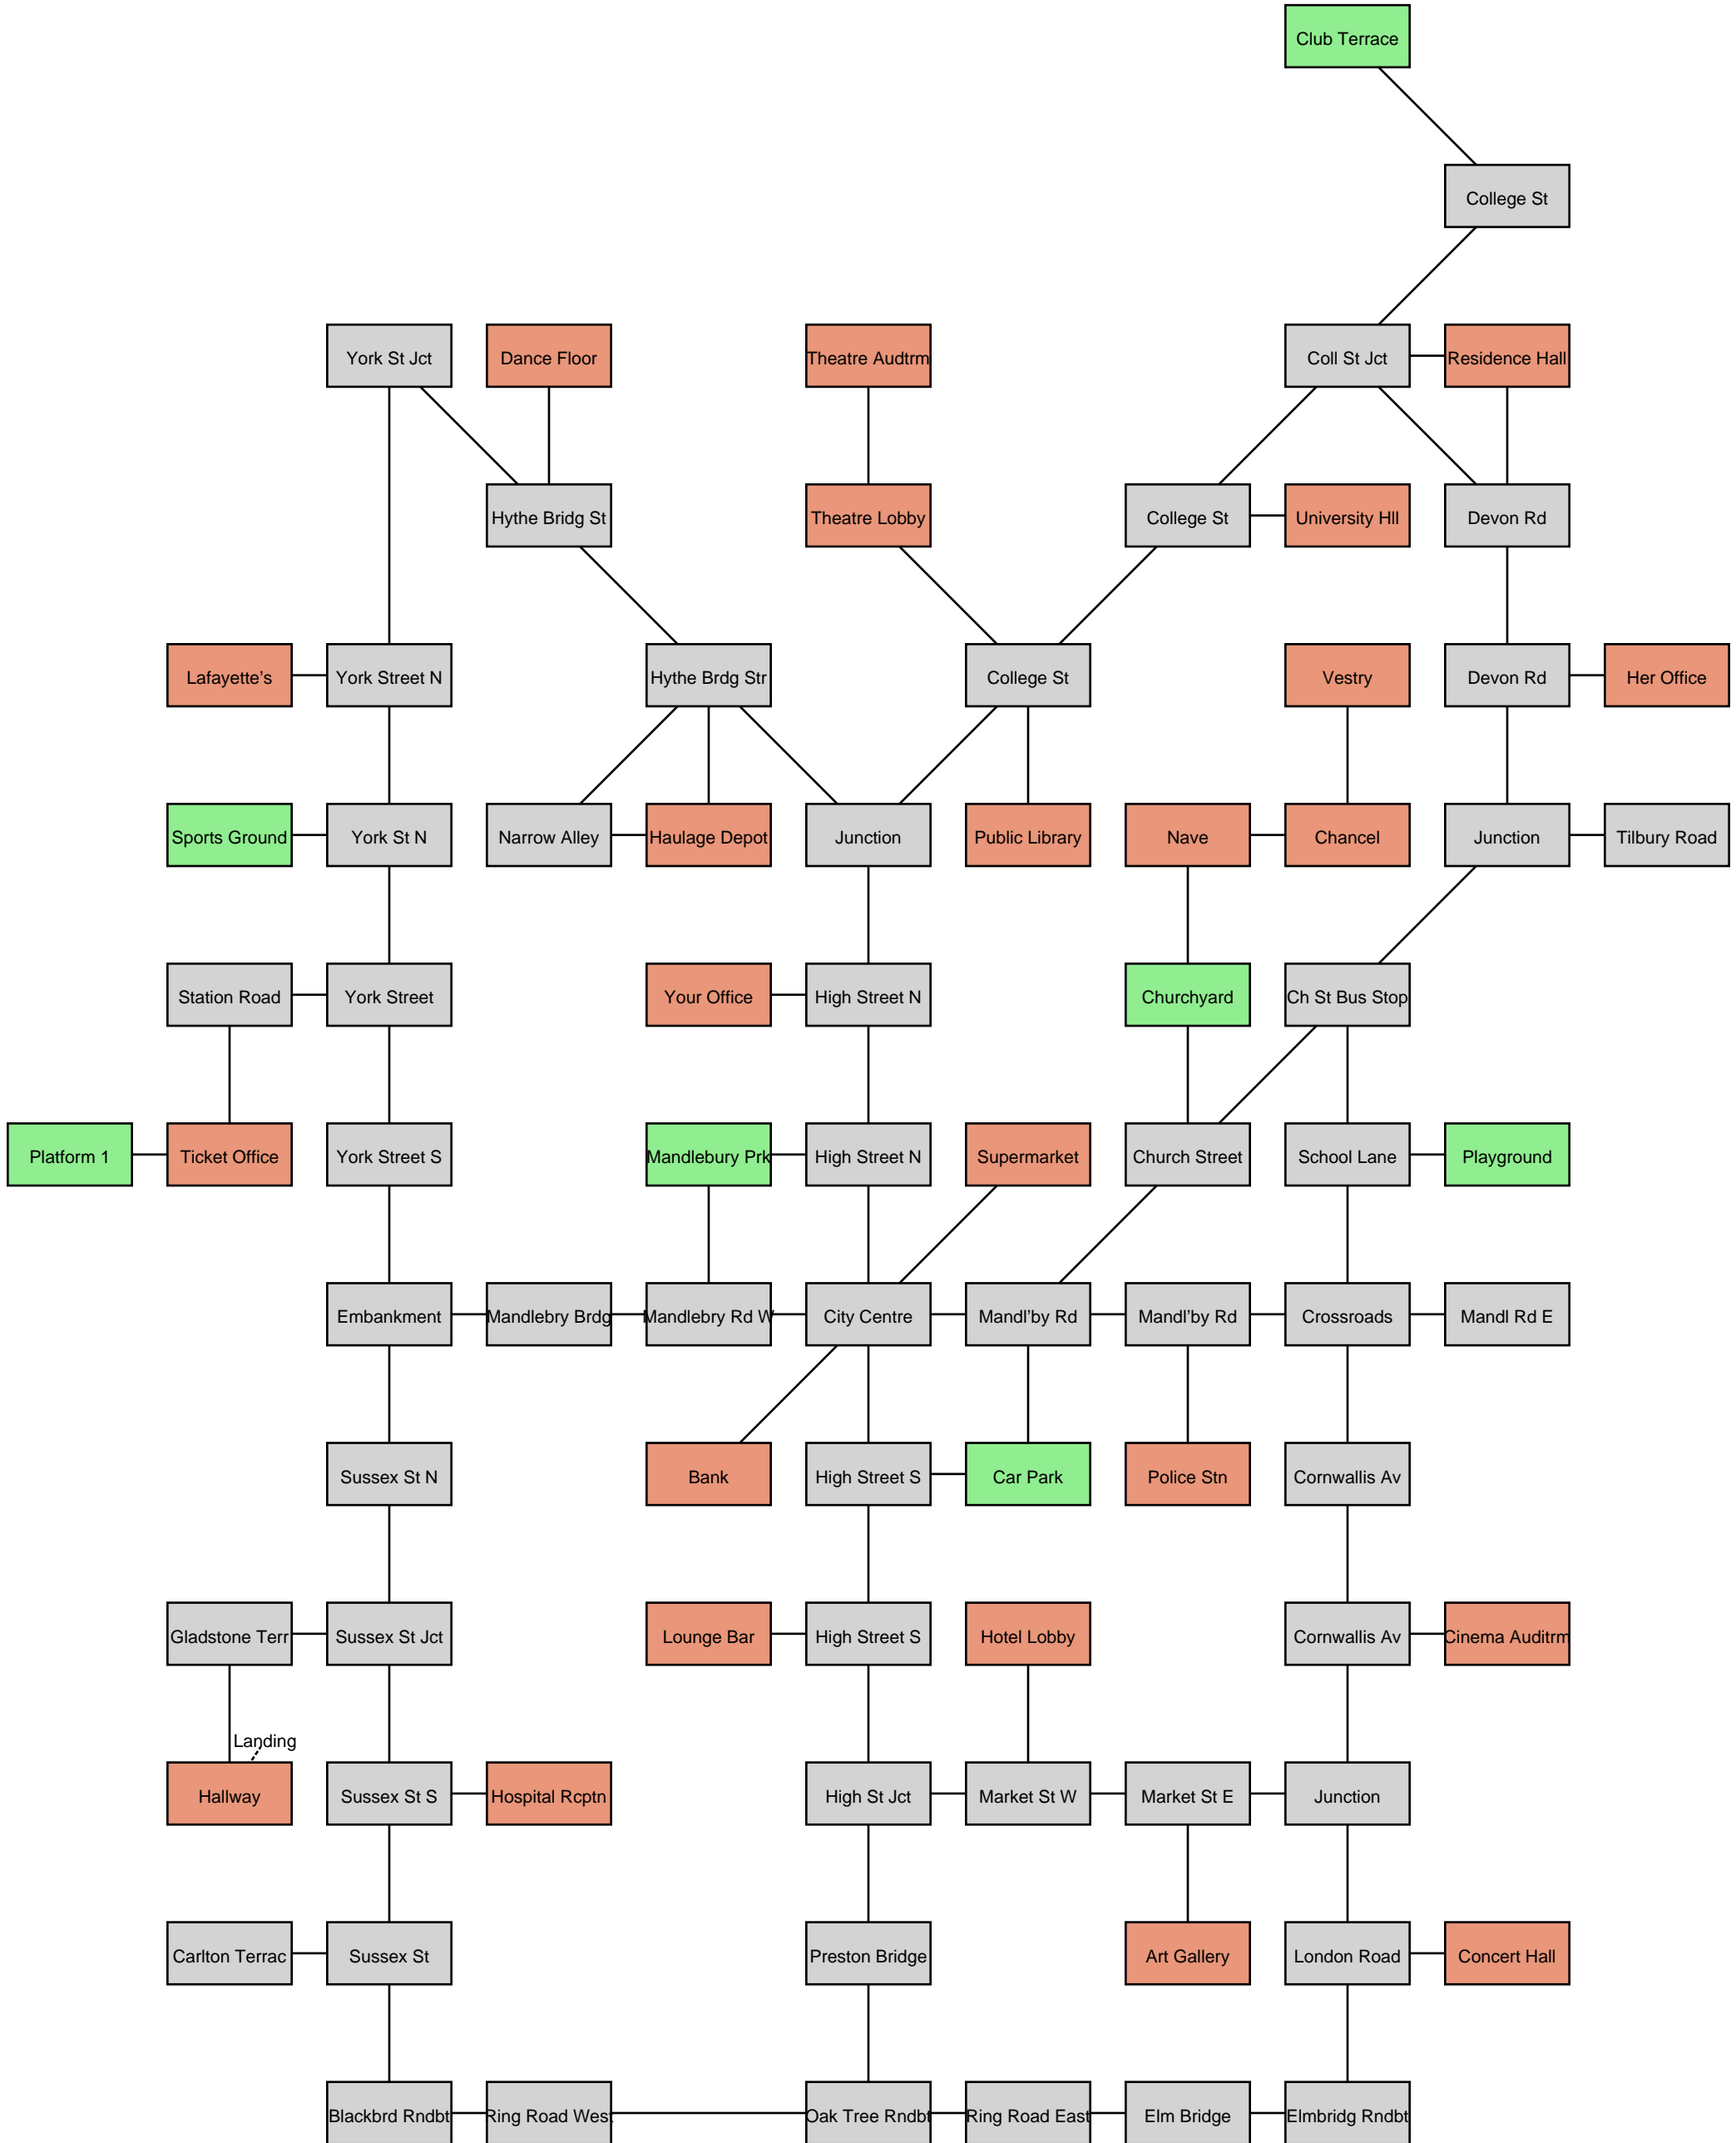 Club Terrace
College St
York St Jct
Dance Floor
Theatre Audtrm
Coll St Jct
Residence Hall
Hythe Bridg St
Theatre Lobby
College St
University Hll
Devon Rd
Lafayette's
York Street N
Hythe Brdg Str
College St
Vestry
Devon Rd
Her Office
Sports Ground
York St N
Narrow Alley
Haulage Depot
Junction
Public Library
Nave
Chancel
Junction
Tilbury Road
Station Road
York Street
Your Office
High Street N
Churchyard
Ch St Bus Stop
Platform 1
Ticket Office
York Street S
Mandlebury Prk
High Street N
Supermarket
Church Street
School Lane
Playground
Embankment
Mandlebry Brdg
Mandlebry Rd W
City Centre
Mandl'by Rd
Mandl'by Rd
Crossroads
Mandl Rd E
Sussex St N
Bank
High Street S
Car Park
Police Stn
Cornwallis Av
Gladstone Terr
Sussex St Jct
Lounge Bar
High Street S
Hotel Lobby
Cornwallis Av
Cinema Auditrm
Landing
Hallway
Sussex St S
Hospital Rcptn
High St Jct
Market St W
Market St E
Junction
Carlton Terrac
Sussex St
Preston Bridge
Art Gallery
London Road
Concert Hall
Blackbrd Rndbt
Ring Road West
Oak Tree Rndbt
Ring Road East
Elm Bridge
Elmbridg Rndbt